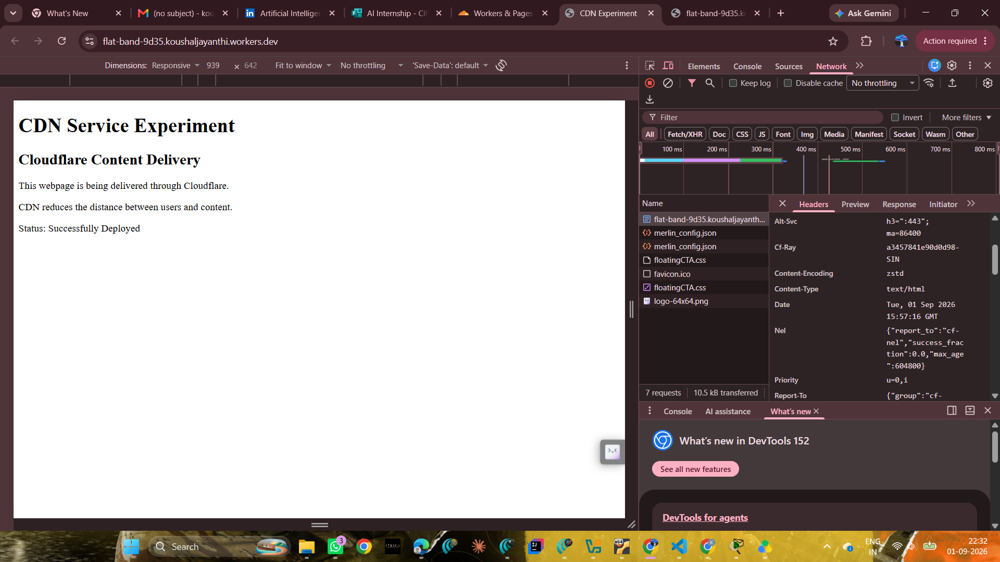 What's New
(no subject) - kou
Artificial Intelliger
AI Internship - CII
Workers & Pages
CDN Experiment
flat-band-9d35.k
Ask Gemini
flat-band-9d35.koushaljayanthi.workers.dev
Action required
Dimensions: Responsive 939 × 642 Fit to window No throttling 'Save-Data': default
Elements Console Sources Network
Keep log Disable cache No throttling
Filter Invert More filters
All Fetch/XHR Doc CSS JS Font Img Media Manifest Socket Wasm Other
100 ms 200 ms 300 ms 400 ms 500 ms 600 ms 700 ms 800 ms
CDN Service Experiment
Cloudflare Content Delivery
This webpage is being delivered through Cloudflare.
CDN reduces the distance between users and content.
Status: Successfully Deployed
Name
flat-band-9d35.koushaljayanth...
merlin_config.json
merlin_config.json
floatingCTA.css
favicon.ico
floatingCTA.css
logo-64x64.png
7 requests 10.5 kB transferred
Headers Preview Response Initiator
Alt-Svc h3=":443";
ma=86400
Cf-Ray a3457841e90d0d98-
SIN
Content-Encoding zstd
Content-Type text/html
Date Tue, 01 Sep 2026
15:57:16 GMT
Nel {"report_to":"cf-
nel","success_frac
tion":0.0,"max_age
":604800}
Priority u=0,i
Report-To {"group":"cf-
Console AI assistance What's new
What's new in DevTools 152
See all new features
DevTools for agents
Search
SEKIRO
3
IJ
X64
K
ENG
IN
22:32
01-09-2026